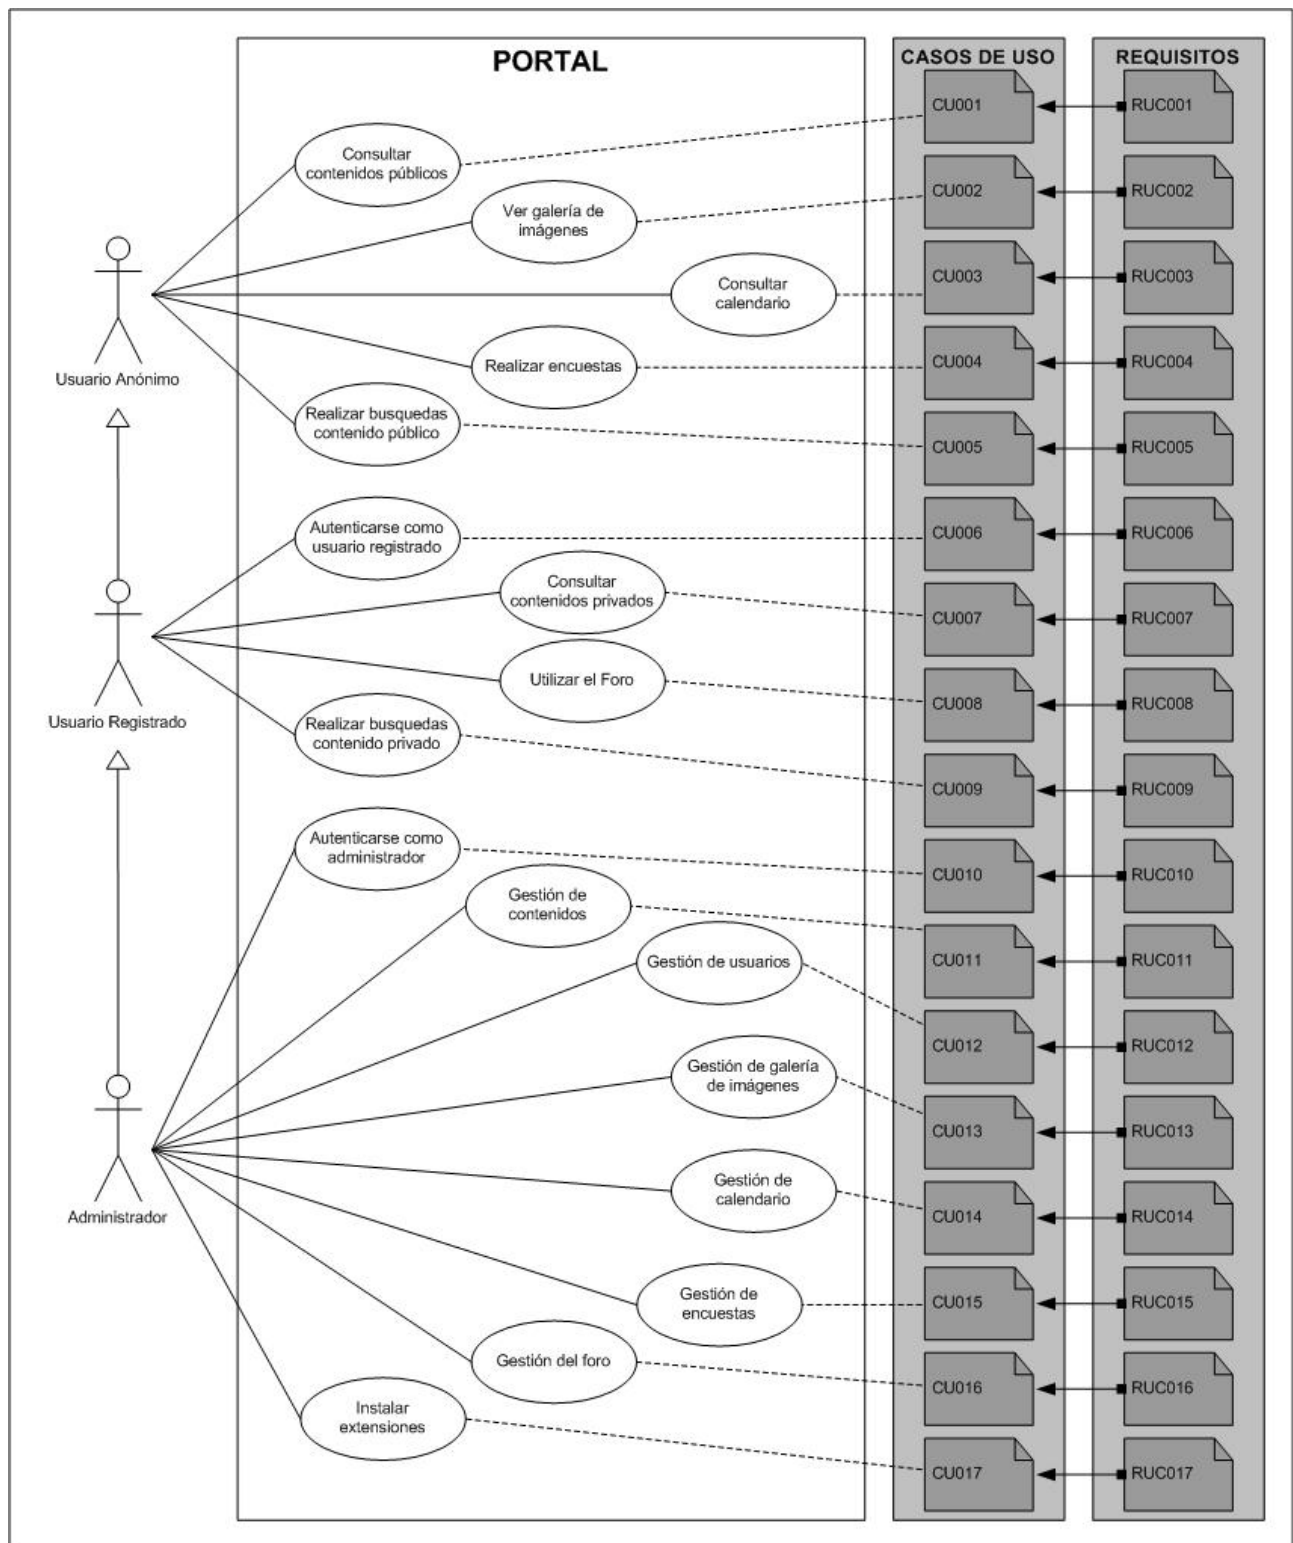 PORTAL
CASOS DE USO
REQUISITOS
Consultar
contenidos públicos
CU001
RUC001
Ver galería de
imágenes
CU002
RUC002
Consultar
calendario
CU003
RUC003
Usuario Anónimo
Realizar encuestas
CU004
RUC004
Realizar busquedas
contenido público
CU005
RUC005
Autenticarse como
usuario registrado
CU006
RUC006
Consultar
contenidos privados
CU007
RUC007
Utilizar el Foro
CU008
RUC008
Usuario Registrado
Realizar busquedas
contenido privado
CU009
RUC009
Autenticarse como
administrador
CU010
RUC010
Gestión de
contenidos
CU011
RUC011
Gestión de usuarios
CU012
RUC012
Gestión de galería
de imágenes
CU013
RUC013
Gestión de
calendario
CU014
RUC014
Administrador
Gestión de
encuestas
CU015
RUC015
Gestión del foro
CU016
RUC016
Instalar
extensiones
CU017
RUC017